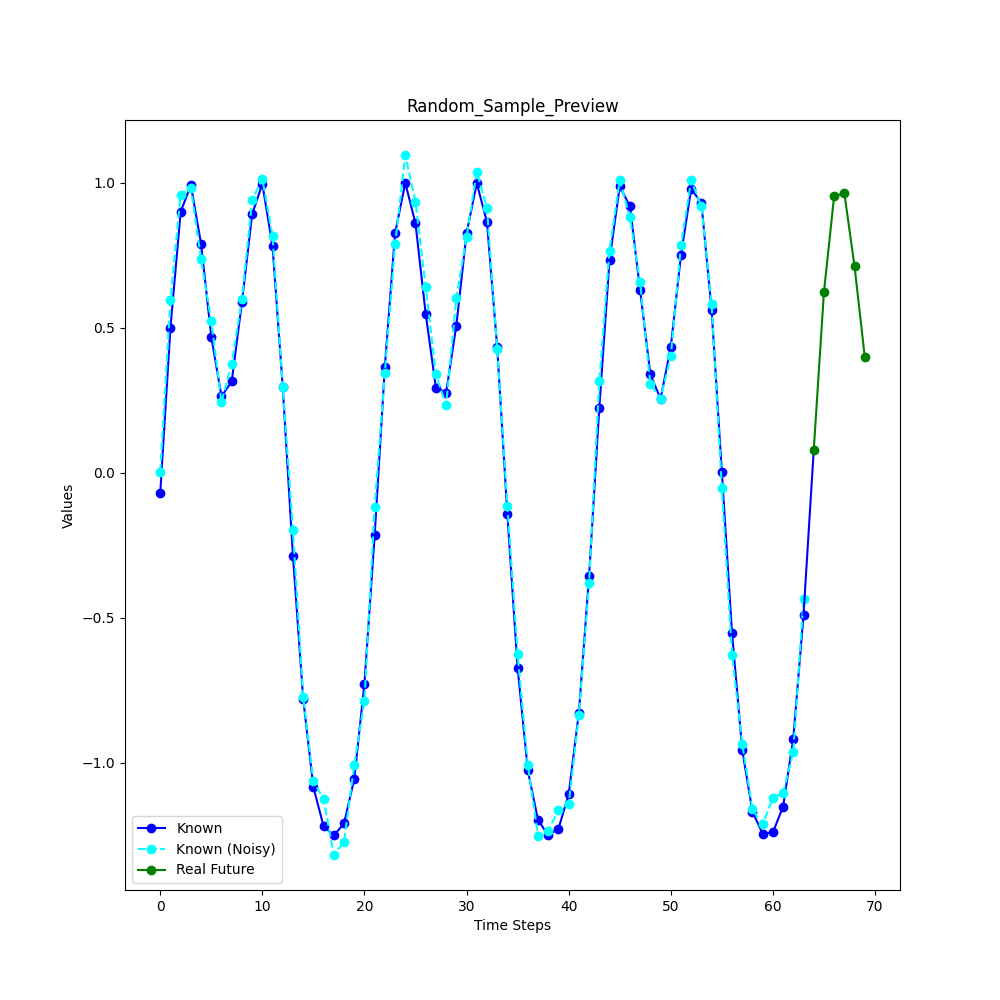 Random_Sample_Preview
1.0
0.5
0.0
−0.5
−1.0
Values
Known
Known (Noisy)
Real Future
0 10 20 30 40 50 60 70
Time Steps